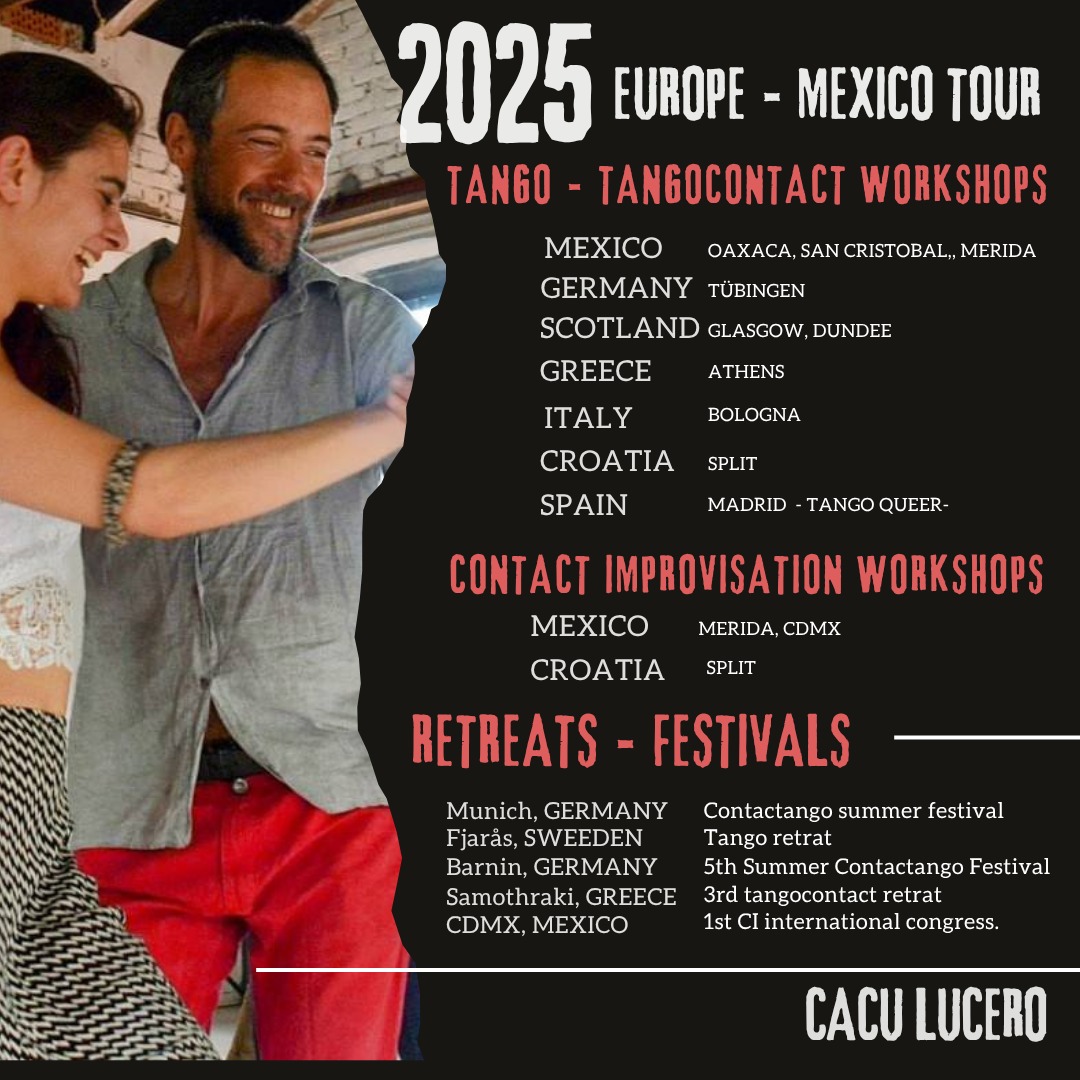 2025 EUROPE - MEXICO TOUR
TANGO - TANGOCONTACT WORKSHOPS
MEXICO OAXACA, SAN CRISTOBAL,, MERIDA
GERMANY TÜBINGEN
SCOTLAND GLASGOW, DUNDEE
GREECE ATHENS
ITALY BOLOGNA
CROATIA SPLIT
SPAIN MADRID - TANGO QUEER-
CONTACT IMPROVISATION WORKSHOPS
MEXICO MERIDA, CDMX
CROATIA SPLIT
RETREATS - FESTIVALS
Munich, GERMANY Contactango summer festival
Fjarås, SWEEDEN Tango retrat
Barnin, GERMANY 5th Summer Contactango Festival
Samothraki, GREECE 3rd tangocontact retrat
CDMX, MEXICO 1st CI international congress.
CACU LUCERO